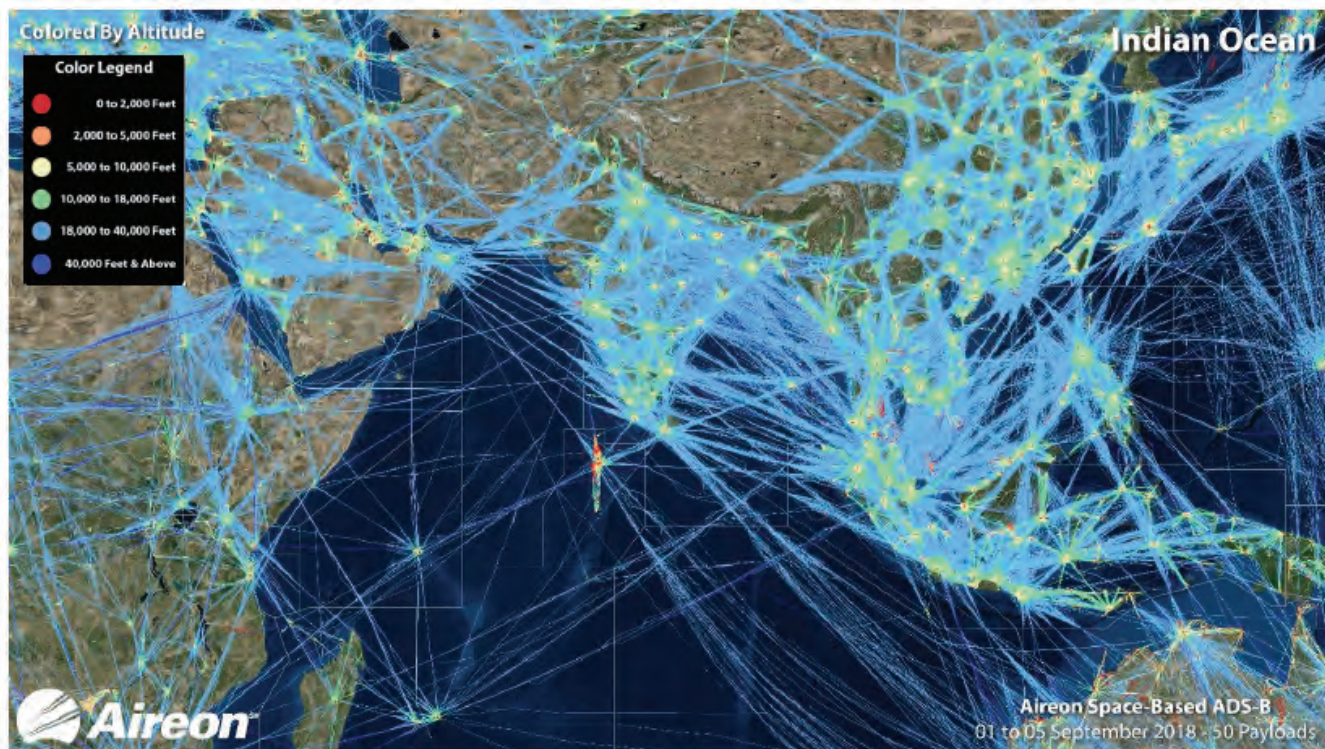 Colored By Altitude
Indian Ocean
Color Legend
0 to 2,000 Feet
2,000 to 5,000 Feet
5,000 to 10,000 Feet
10,000 to 18,000 Feet
18,000 to 40,000 Feet
40,000 Feet & Above
Aireon
Aireon Space-Based ADS-B
01 to 05 September 2018 - 50 Payloads